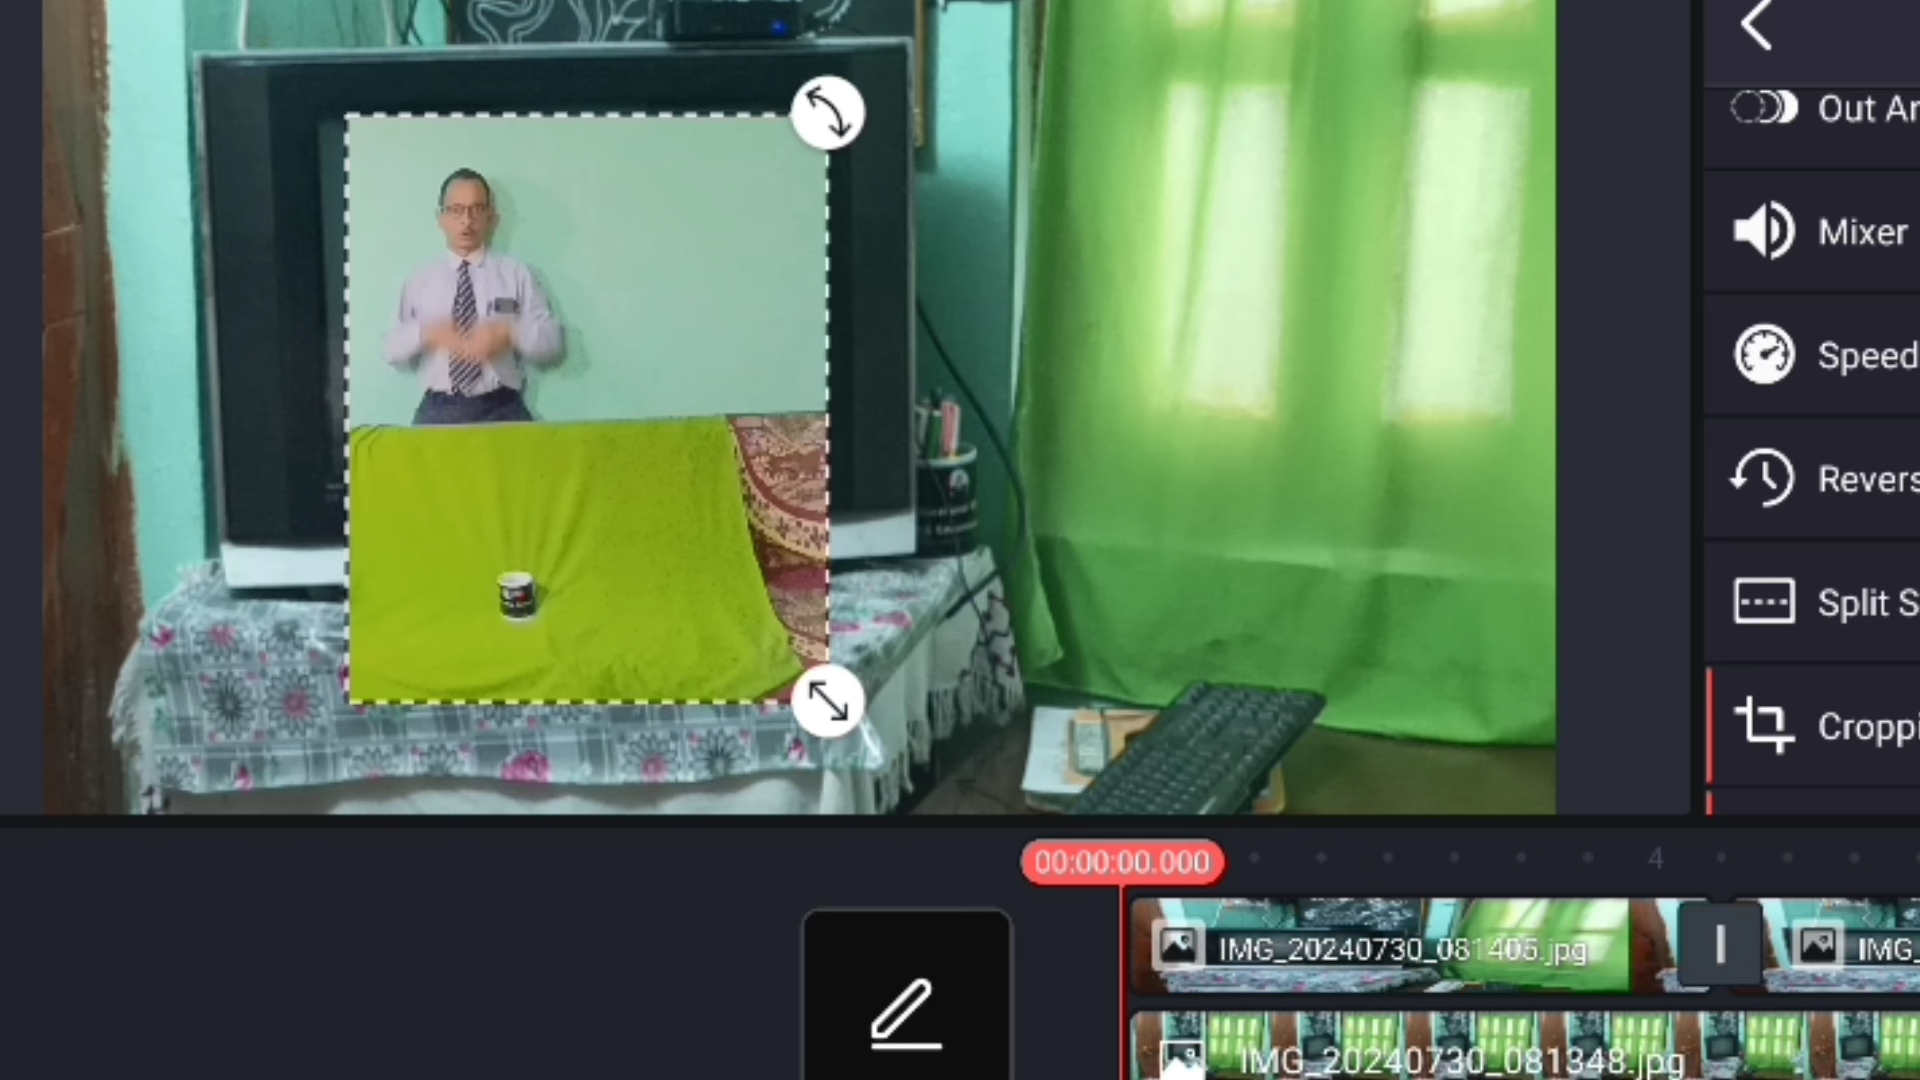 Out An
Mixer
Speed
Revers
Split S
Croppi
00:00:00.000
4
IMG_20240730_081405.jpg
IMG_
IMG_20240730_081348.jpg